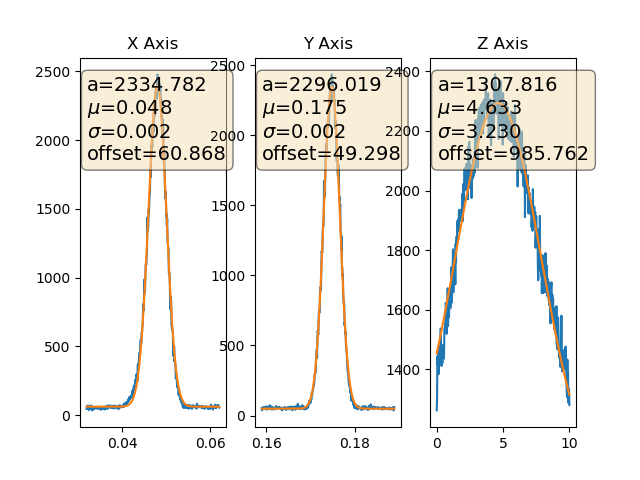 X Axis
Y Axis
Z Axis
a=2334.782
μ=0.048
σ=0.002
offset=60.868
a=2296.019
μ=0.175
σ=0.002
offset=49.298
a=1307.816
μ=4.633
σ=3.230
offset=985.762
2500
2000
1500
1000
500
0
0.04
0.06
2500
2000
1500
1000
500
0
0.16
0.18
2400
2200
2000
1800
1600
1400
0
5
10